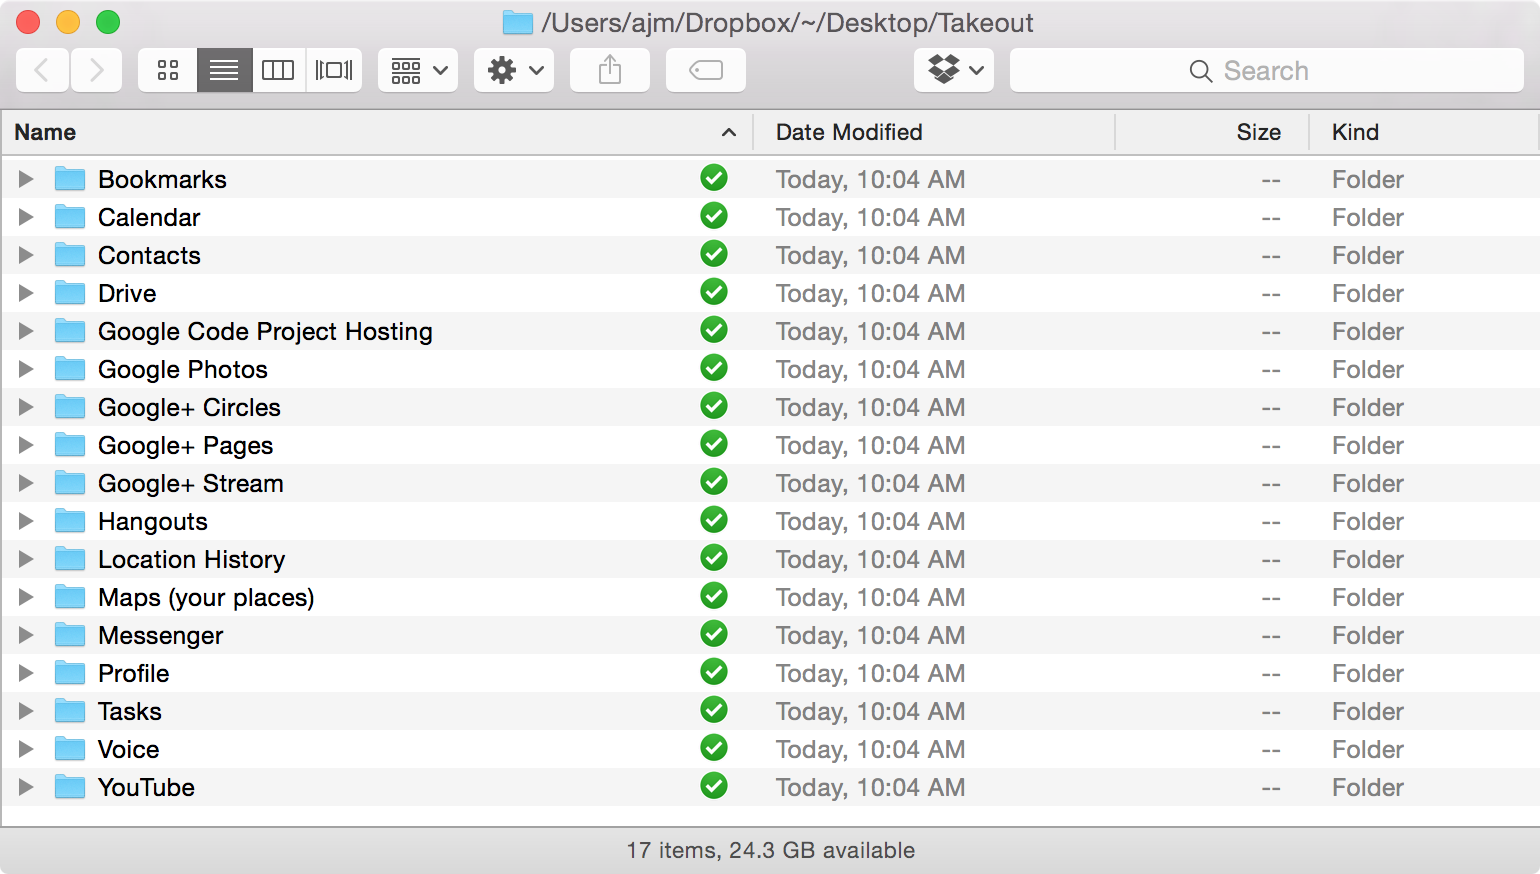 /Users/ajm/Dropbox/~/Desktop/Takeout
Search
Name Date Modified Size Kind
Bookmarks Today, 10:04 AM -- Folder
Calendar Today, 10:04 AM -- Folder
Contacts Today, 10:04 AM -- Folder
Drive Today, 10:04 AM -- Folder
Google Code Project Hosting Today, 10:04 AM -- Folder
Google Photos Today, 10:04 AM -- Folder
Google+ Circles Today, 10:04 AM -- Folder
Google+ Pages Today, 10:04 AM -- Folder
Google+ Stream Today, 10:04 AM -- Folder
Hangouts Today, 10:04 AM -- Folder
Location History Today, 10:04 AM -- Folder
Maps (your places) Today, 10:04 AM -- Folder
Messenger Today, 10:04 AM -- Folder
Profile Today, 10:04 AM -- Folder
Tasks Today, 10:04 AM -- Folder
Voice Today, 10:04 AM -- Folder
YouTube Today, 10:04 AM -- Folder
17 items, 24.3 GB available